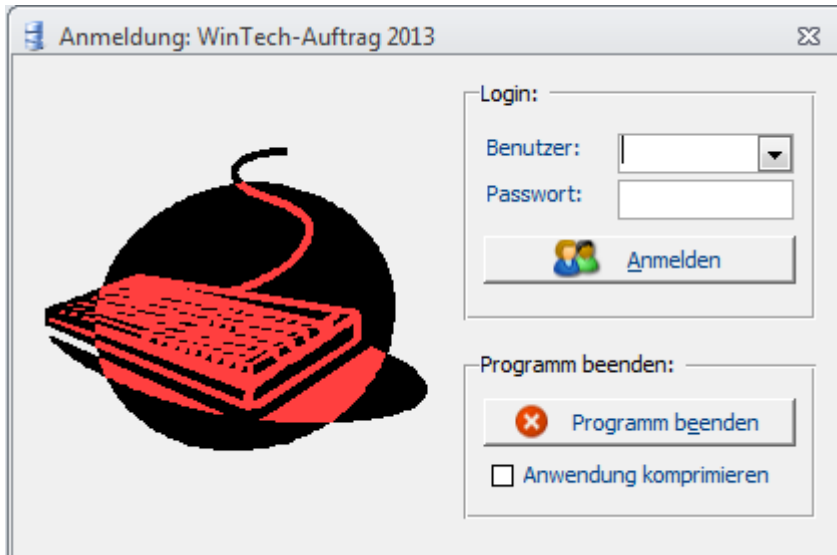 Anmeldung: WinTech-Auftrag 2013
Login:
Benutzer:
Passwort:
Anmelden
Programm beenden:
Programm beenden
Anwendung komprimieren